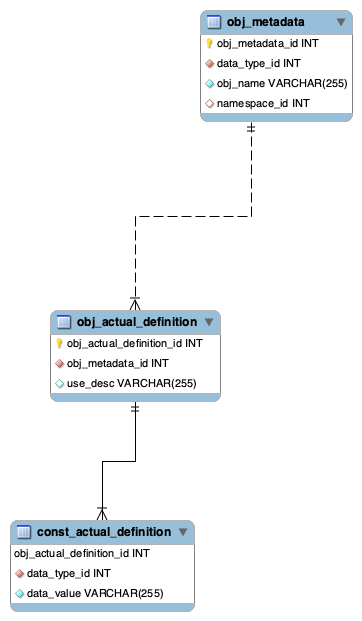 obj_metadata
obj_metadata_id INT
data_type_id INT
obj_name VARCHAR(255)
namespace_id INT
obj_actual_definition
obj_actual_definition_id INT
obj_metadata_id INT
use_desc VARCHAR(255)
const_actual_definition
obj_actual_definition_id INT
data_type_id INT
data_value VARCHAR(255)